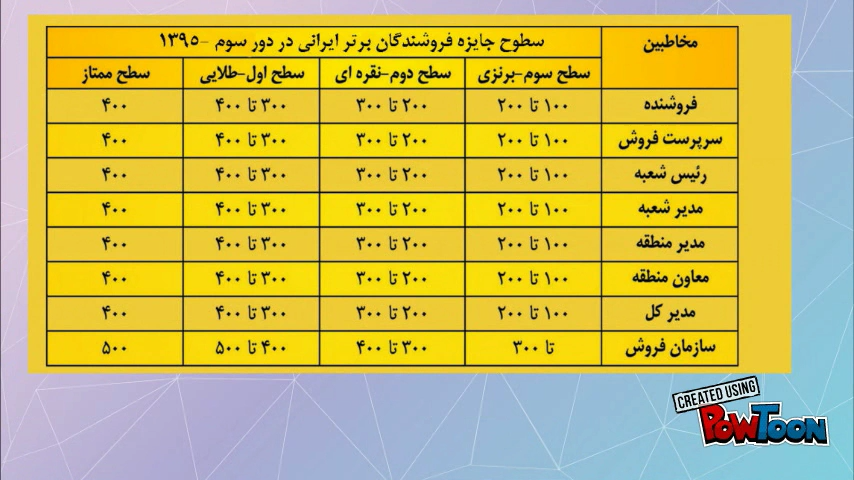 مخاطبین سطوح جایزه فروشندگان برتر ایرانی در دور سوم -۱۳۹۵
سطح سوم-برنزی سطح دوم-نقره ای سطح اول-طلایی سطح ممتاز
فروشنده ۱۰۰ تا ۲۰۰ ۲۰۰ تا ۳۰۰ ۳۰۰ تا ۴۰۰ ۴۰۰
سرپرست فروش ۱۰۰ تا ۲۰۰ ۲۰۰ تا ۳۰۰ ۳۰۰ تا ۴۰۰ ۴۰۰
رئیس شعبه ۱۰۰ تا ۲۰۰ ۲۰۰ تا ۳۰۰ ۳۰۰ تا ۴۰۰ ۴۰۰
مدیر شعبه ۱۰۰ تا ۲۰۰ ۲۰۰ تا ۳۰۰ ۳۰۰ تا ۴۰۰ ۴۰۰
مدیر منطقه ۱۰۰ تا ۲۰۰ ۲۰۰ تا ۳۰۰ ۳۰۰ تا ۴۰۰ ۴۰۰
معاون منطقه ۱۰۰ تا ۲۰۰ ۲۰۰ تا ۳۰۰ ۳۰۰ تا ۴۰۰ ۴۰۰
مدیر کل ۱۰۰ تا ۲۰۰ ۲۰۰ تا ۳۰۰ ۳۰۰ تا ۴۰۰ ۴۰۰
سازمان فروش تا ۳۰۰ ۳۰۰ تا ۴۰۰ ۴۰۰ تا ۵۰۰ ۵۰۰
CREATED USING
POWTOON